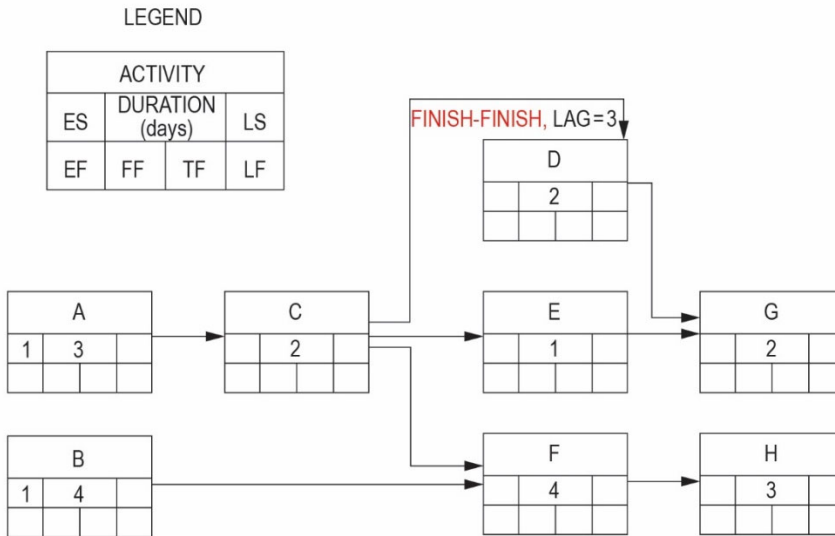 LEGEND
ACTIVITY
ES DURATION (days) LS
EF FF TF LF
FINISH-FINISH, LAG=3
D
2
A
1 3
C
2
E
1
G
2
B
1 4
F
4
H
3